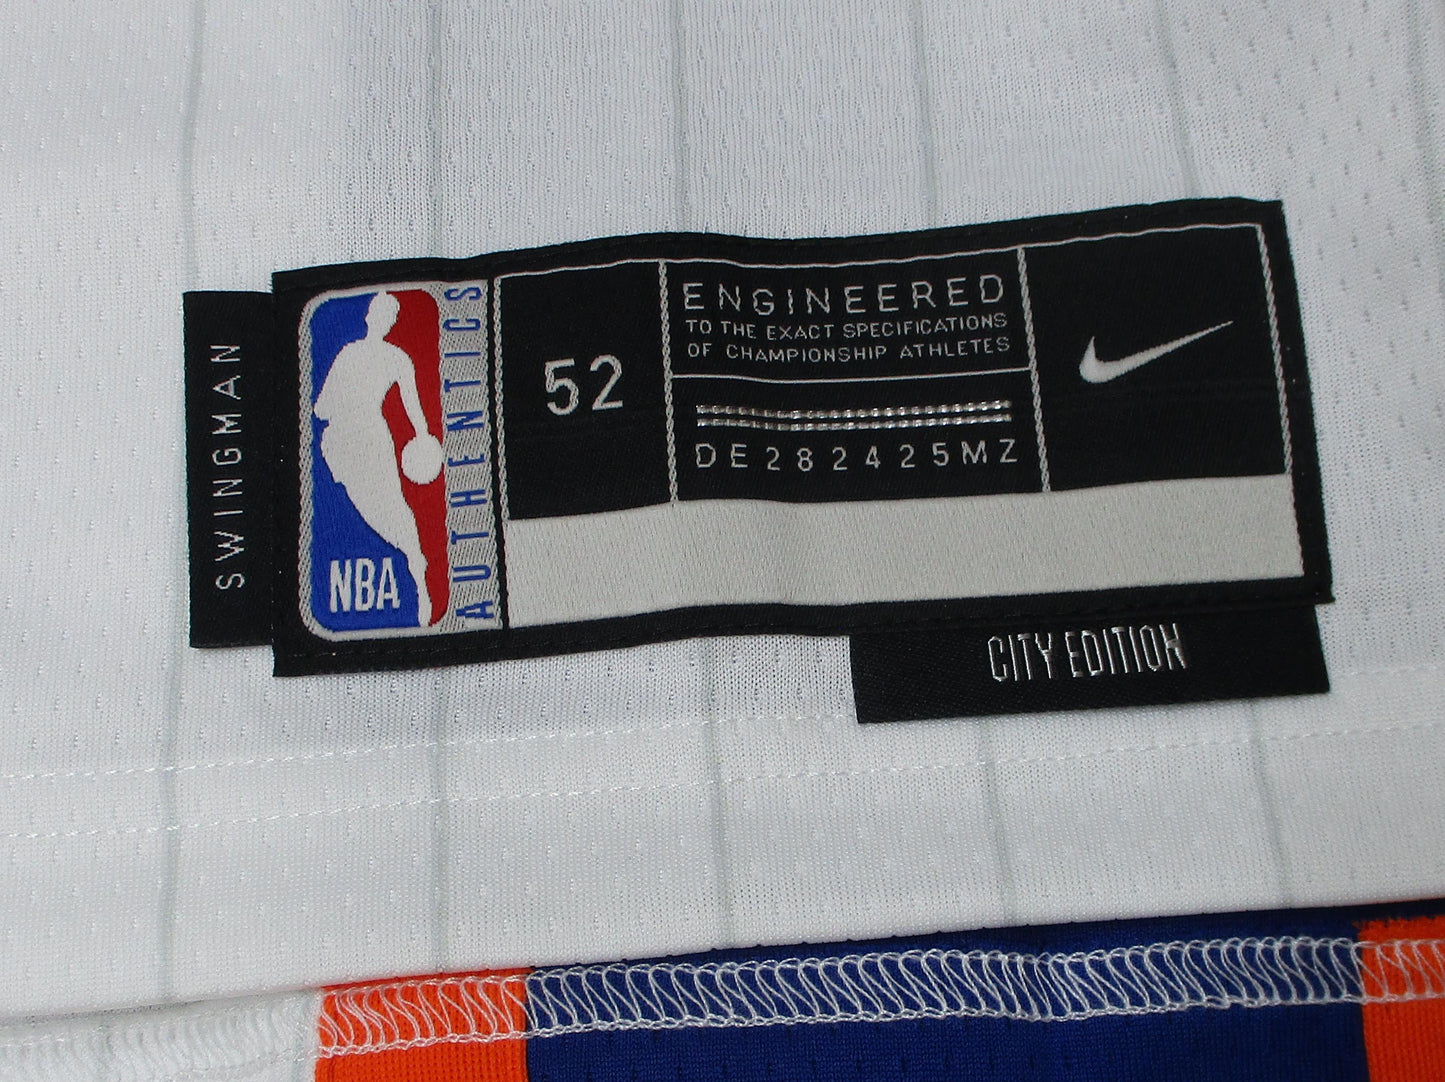 SWINGMAN
NBA
AUTHENTICS
52
ENGINEERED
TO THE EXACT SPECIFICATIONS
OF CHAMPIONSHIP ATHLETES
DE282425MZ
CITY EDITION